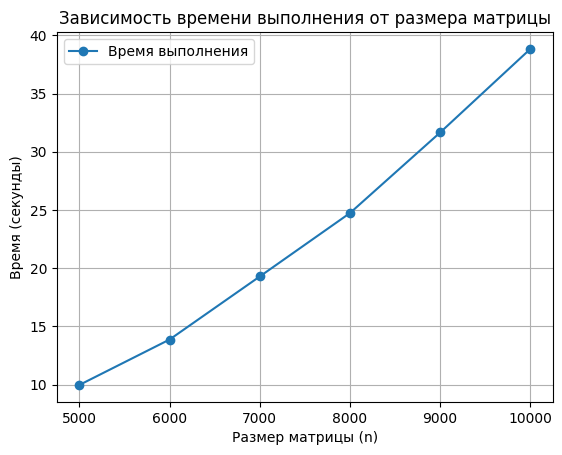 Зависимость времени выполнения от размера матрицы
Время выполнения
Время (секунды)
40
35
30
25
20
15
10
5000 6000 7000 8000 9000 10000
Размер матрицы (n)